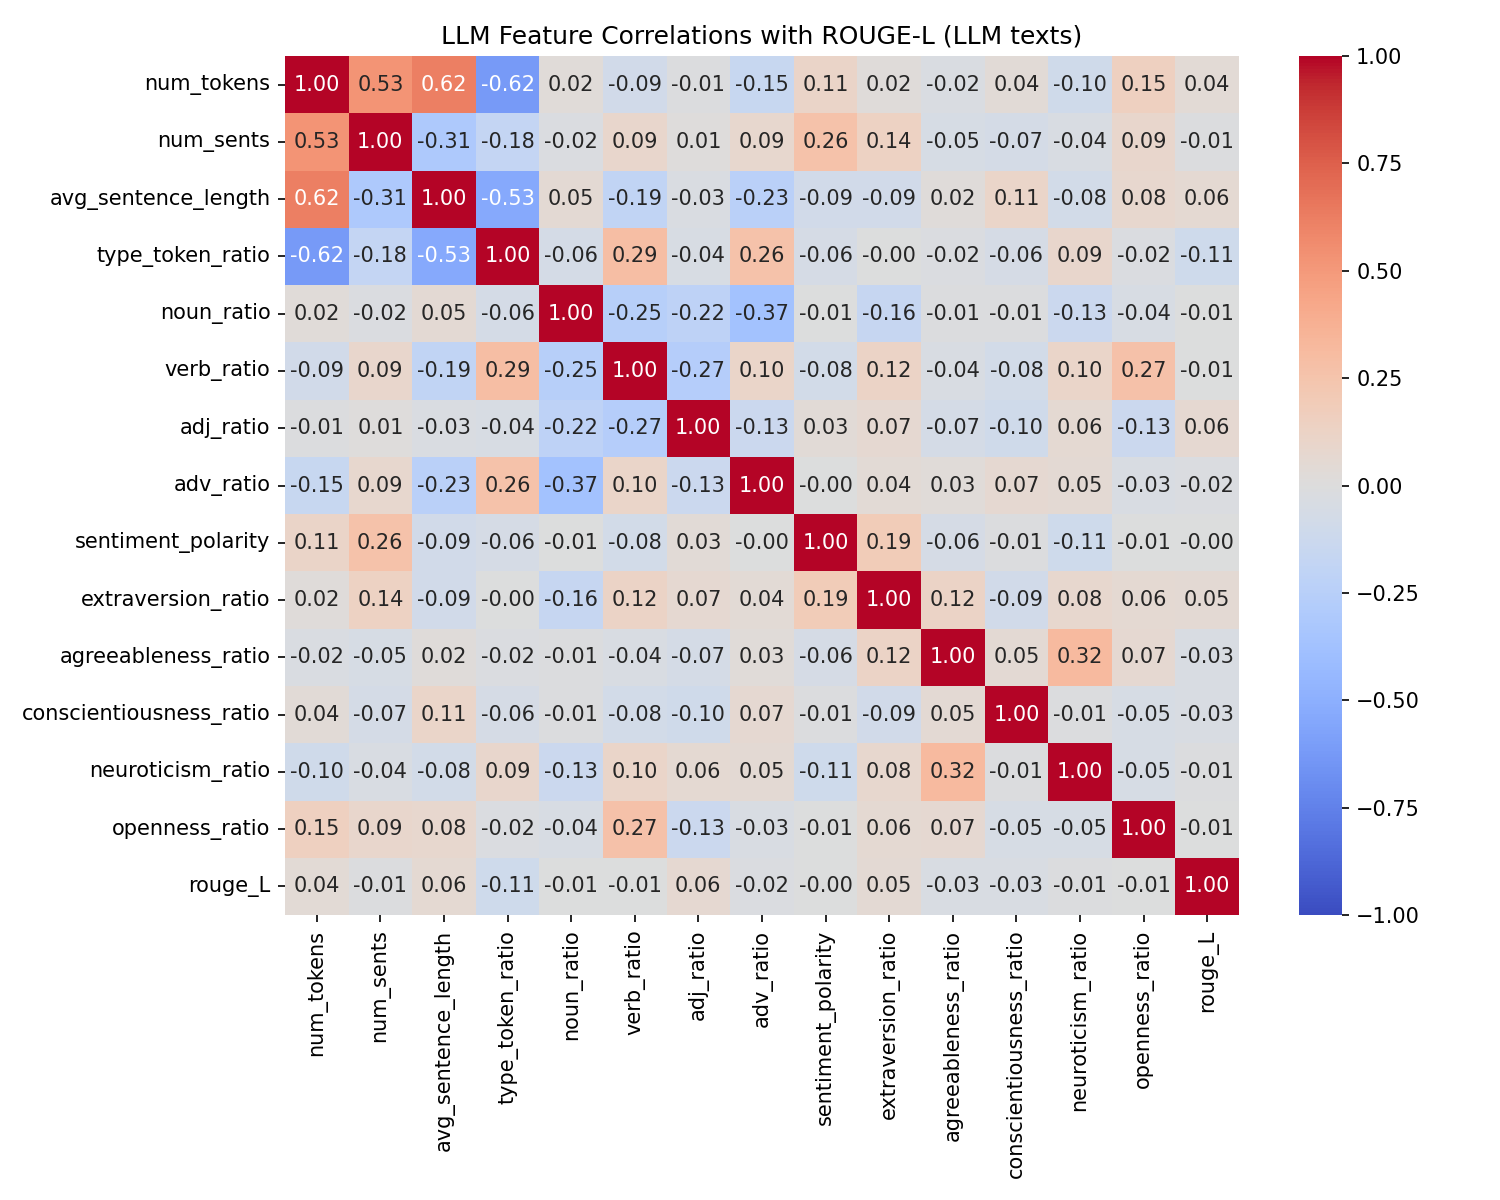 LLM Feature Correlations with ROUGE-L (LLM texts)
num_tokens 1.00 0.53 0.62 -0.62 0.02 -0.09 -0.01 -0.15 0.11 0.02 -0.02 0.04 -0.10 0.15 0.04
num_sents 0.53 1.00 -0.31 -0.18 -0.02 0.09 0.01 0.09 0.26 0.14 -0.05 -0.07 -0.04 0.09 -0.01
avg_sentence_length 0.62 -0.31 1.00 -0.53 0.05 -0.19 -0.03 -0.23 -0.09 -0.09 0.02 0.11 -0.08 0.08 0.06
type_token_ratio -0.62 -0.18 -0.53 1.00 -0.06 0.29 -0.04 0.26 -0.06 -0.00 -0.02 -0.06 0.09 -0.02 -0.11
noun_ratio 0.02 -0.02 0.05 -0.06 1.00 -0.25 -0.22 -0.37 -0.01 -0.16 -0.01 -0.01 -0.13 -0.04 -0.01
verb_ratio -0.09 0.09 -0.19 0.29 -0.25 1.00 -0.27 0.10 -0.08 0.12 -0.04 -0.08 0.10 0.27 -0.01
adj_ratio -0.01 0.01 -0.03 -0.04 -0.22 -0.27 1.00 -0.13 0.03 0.07 -0.07 -0.10 0.06 -0.13 0.06
adv_ratio -0.15 0.09 -0.23 0.26 -0.37 0.10 -0.13 1.00 -0.00 0.04 0.03 0.07 0.05 -0.03 -0.02
sentiment_polarity 0.11 0.26 -0.09 -0.06 -0.01 -0.08 0.03 -0.00 1.00 0.19 -0.06 -0.01 -0.11 -0.01 -0.00
extraversion_ratio 0.02 0.14 -0.09 -0.00 -0.16 0.12 0.07 0.04 0.19 1.00 0.12 -0.09 0.08 0.06 0.05
agreeableness_ratio -0.02 -0.05 0.02 -0.02 -0.01 -0.04 -0.07 0.03 -0.06 0.12 1.00 0.05 0.32 0.07 -0.03
conscientiousness_ratio 0.04 -0.07 0.11 -0.06 -0.01 -0.08 -0.10 0.07 -0.01 -0.09 0.05 1.00 -0.01 -0.05 -0.03
neuroticism_ratio -0.10 -0.04 -0.08 0.09 -0.13 0.10 0.06 0.05 -0.11 0.08 0.32 -0.01 1.00 -0.05 -0.01
openness_ratio 0.15 0.09 0.08 -0.02 -0.04 0.27 -0.13 -0.03 -0.01 0.06 0.07 -0.05 -0.05 1.00 -0.01
rouge_L 0.04 -0.01 0.06 -0.11 -0.01 -0.01 0.06 -0.02 -0.00 0.05 -0.03 -0.03 -0.01 -0.01 1.00
num_tokens
num_sents
avg_sentence_length
type_token_ratio
noun_ratio
verb_ratio
adj_ratio
adv_ratio
sentiment_polarity
extraversion_ratio
agreeableness_ratio
conscientiousness_ratio
neuroticism_ratio
openness_ratio
rouge_L
1.00
0.75
0.50
0.25
0.00
−0.25
−0.50
−0.75
−1.00